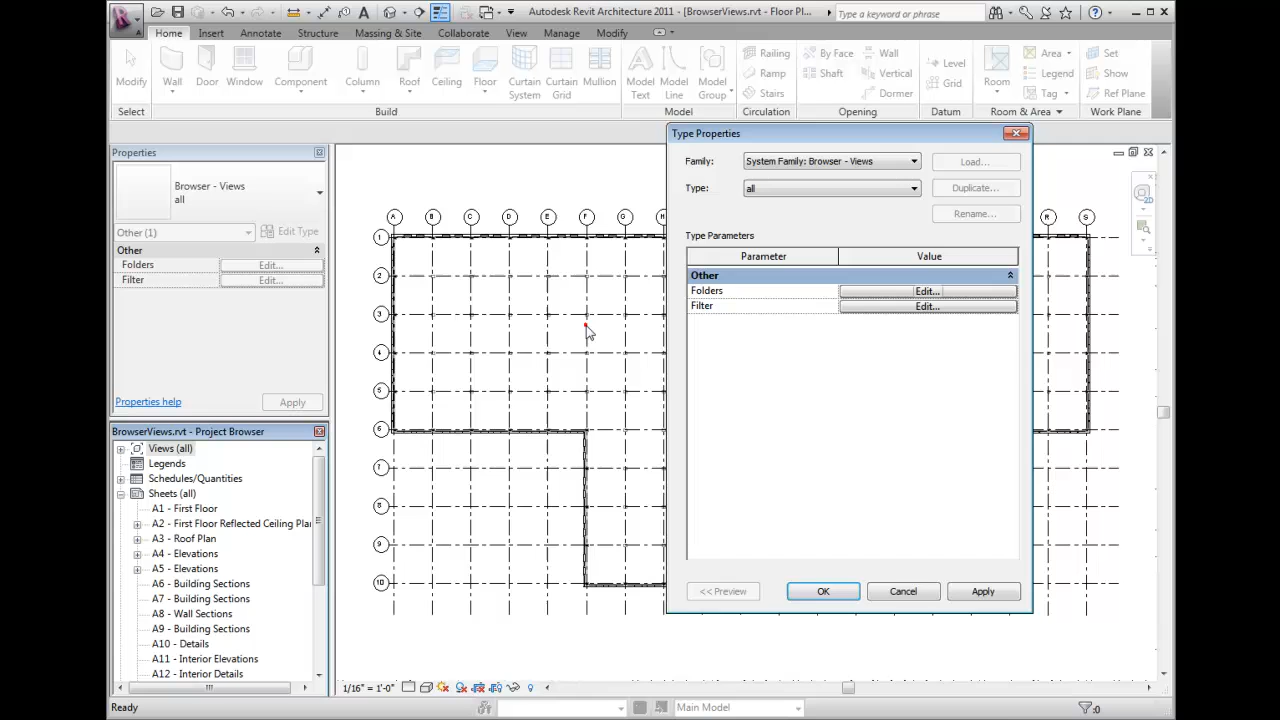 Autodesk Revit Architecture 2011 - [BrowserViews.rvt - Floor Pl...
Type a keyword or phrase
Home Insert Annotate Structure Massing & Site Collaborate View Manage Modify
Modify Wall Door Window Component Column Roof Ceiling Floor Curtain System Curtain Grid Mullion Model Text Model Line Model Group
Railing By Face Wall Level Room Area Set
Ramp Shaft Vertical Grid Legend Show
Stairs Dormer Tag Ref Plane
Select Build Model Circulation Opening Datum Room & Area Work Plane
Properties
Browser - Views
all
Other (1) Edit Type
Other
Folders Edit...
Filter Edit...
Properties help Apply
BrowserViews.rvt - Project Browser
Views (all)
Legends
Schedules/Quantities
Sheets (all)
A1 - First Floor
A2 - First Floor Reflected Ceiling Plan
A3 - Roof Plan
A4 - Elevations
A5 - Elevations
A6 - Building Sections
A7 - Building Sections
A8 - Wall Sections
A9 - Building Sections
A10 - Details
A11 - Interior Elevations
A12 - Interior Details
A B C D E F G H R S
1
2
3
4
5
6
7
8
9
10
2D
Type Properties
Family: System Family: Browser - Views Load...
Type: all Duplicate...
Rename...
Type Parameters
Parameter Value
Other
Folders Edit...
Filter Edit...
<< Preview OK Cancel Apply
1/16" = 1'-0"
Ready Main Model :0